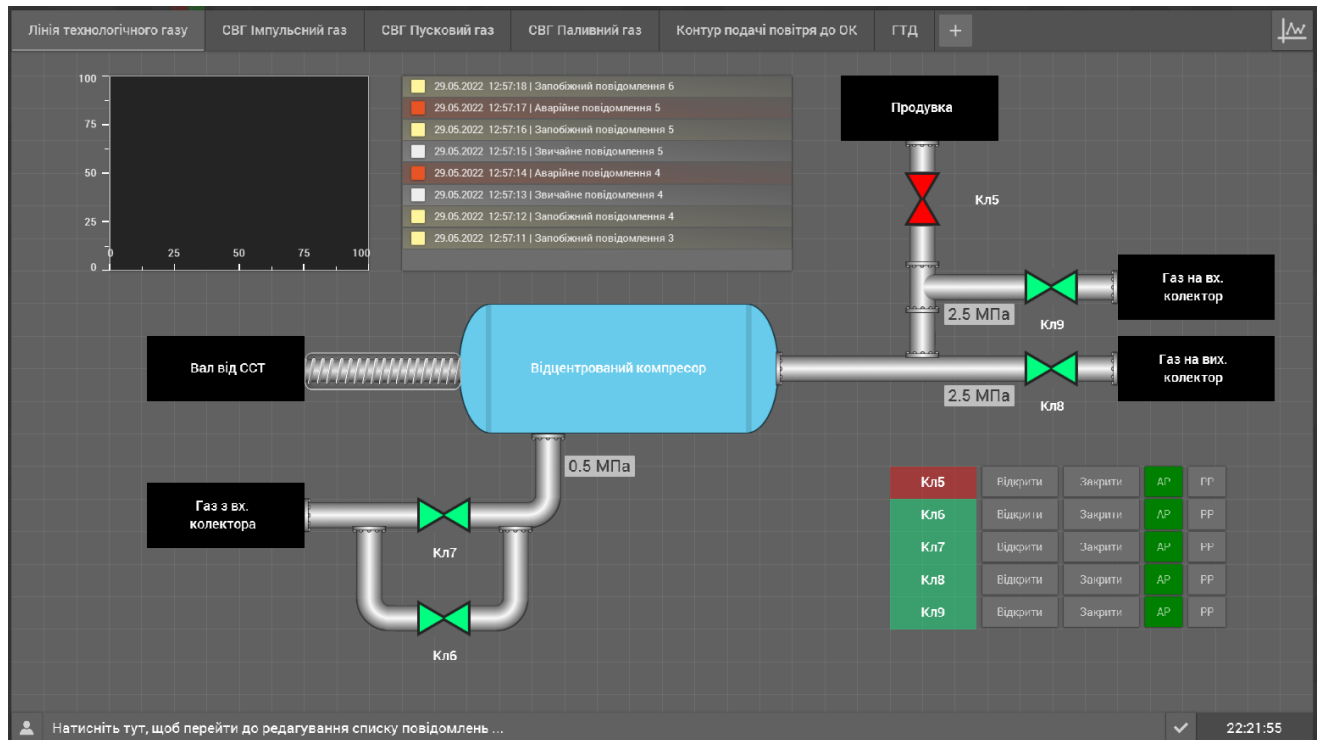 Лінія технологічного газу
СВГ Імпульсний газ
СВГ Пусковий газ
СВГ Паливний газ
Контур подачі повітря до ОК
ГТД
+
100
75
50
25
0
0 25 50 75 100
29.05.2022 12:57:18 | Запобіжний повідомлення 6
29.05.2022 12:57:17 | Аварійне повідомлення 5
29.05.2022 12:57:16 | Запобіжний повідомлення 5
29.05.2022 12:57:15 | Звичайне повідомлення 5
29.05.2022 12:57:14 | Аварійне повідомлення 4
29.05.2022 12:57:13 | Звичайне повідомлення 4
29.05.2022 12:57:12 | Запобіжний повідомлення 4
29.05.2022 12:57:11 | Запобіжний повідомлення 3
Продувка
Кл5
Газ на вх.
колектор
2.5 МПа
Кл9
Вал від ССТ
Відцентрований компресор
Газ на вих.
колектор
2.5 МПа
Кл8
0.5 МПа
Газ з вх.
колектора
Кл7
Кл6
Кл5 Відкрити Закрити АР РР
Кл6 Відкрити Закрити АР РР
Кл7 Відкрити Закрити АР РР
Кл8 Відкрити Закрити АР РР
Кл9 Відкрити Закрити АР РР
Натисніть тут, щоб перейти до редагування списку повідомлень ...
22:21:55